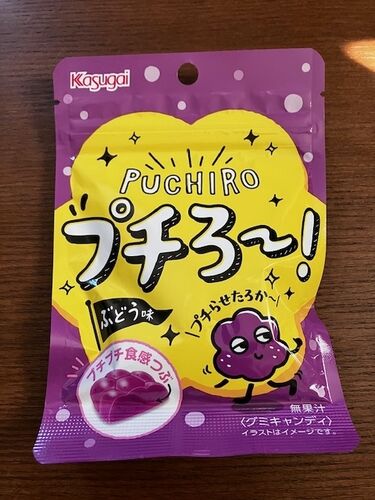 Kasugai
PUCHIRO
プチろ〜!
ぶどう味
プチらせたろか〜
プチプチ食感つぶ
無果汁
〈グミキャンディ〉
イラストはイメージです。